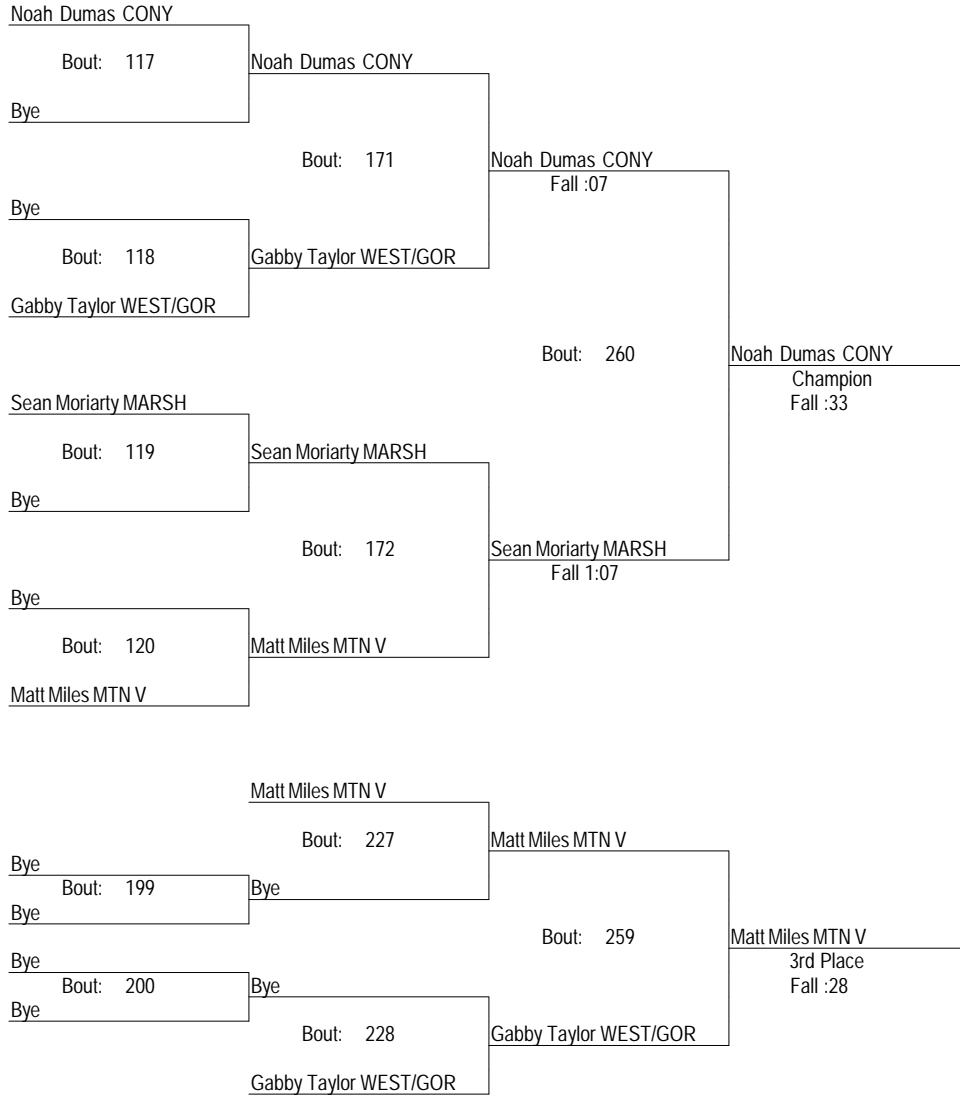 Noah Dumas CONY
Bout: 117
Noah Dumas CONY
Bye
Bout: 171
Noah Dumas CONY
Fall :07
Bye
Bout: 118
Gabby Taylor WEST/GOR
Gabby Taylor WEST/GOR
Bout: 260
Noah Dumas CONY
Champion
Fall :33
Sean Moriarty MARSH
Bout: 119
Sean Moriarty MARSH
Bye
Bout: 172
Sean Moriarty MARSH
Fall 1:07
Bye
Bout: 120
Matt Miles MTN V
Matt Miles MTN V
Matt Miles MTN V
Bout: 227
Matt Miles MTN V
Bye
Bout: 199
Bye
Bye
Bout: 259
Matt Miles MTN V
3rd Place
Fall :28
Bye
Bout: 200
Bye
Bye
Bout: 228
Gabby Taylor WEST/GOR
Gabby Taylor WEST/GOR